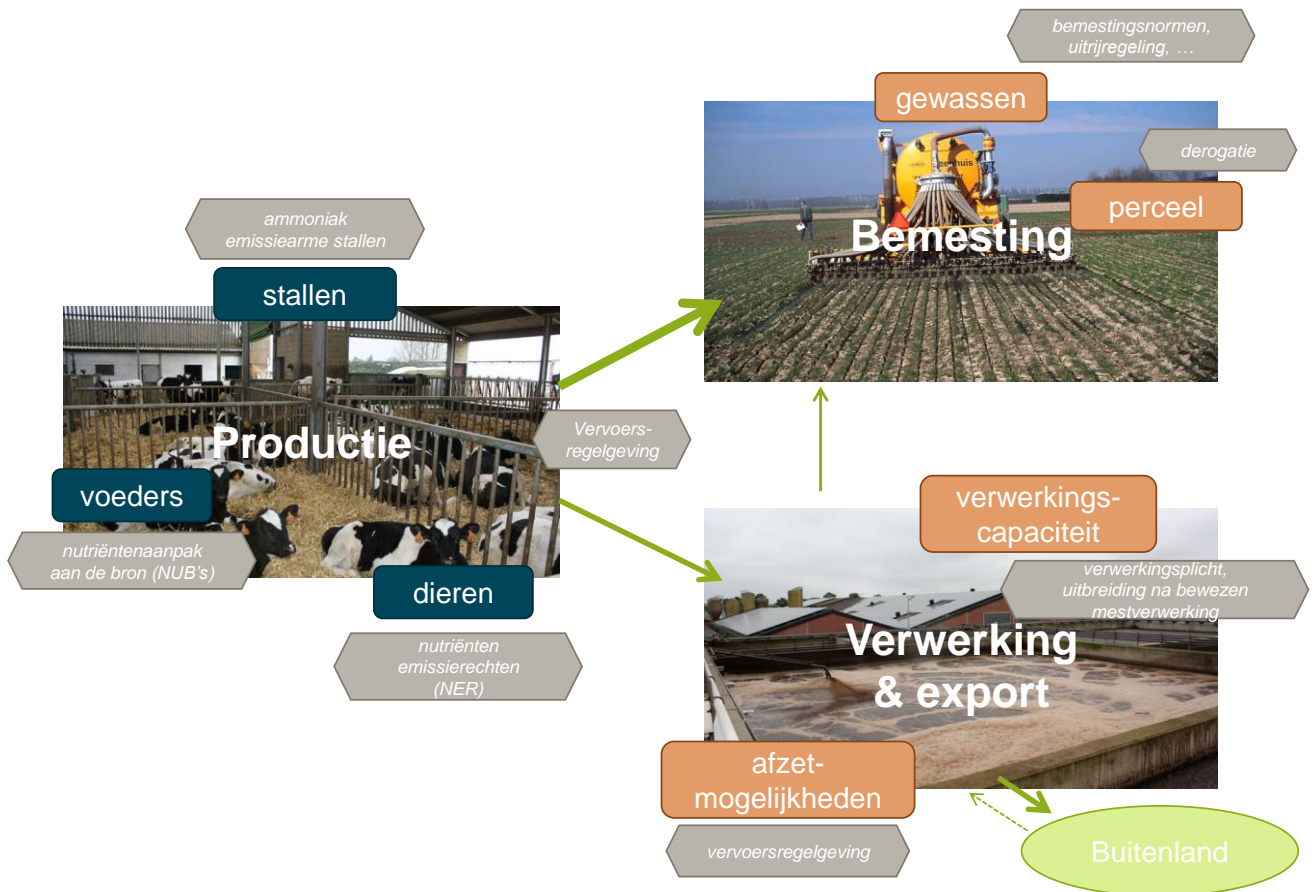 bemestingsnormen,
uitrijregeling, …
gewassen
derogatie
perceel
Bemesting
ammoniak
emissiearme stallen
stallen
Productie
Vervoers-
regelgeving
voeders
nutriëntenaanpak
aan de bron (NUB's)
dieren
nutriënten
emissierechten
(NER)
verwerkings-
capaciteit
verwerkingsplicht,
uitbreiding na bewezen
mestverwerking
Verwerking
& export
afzet-
mogelijkheden
vervoersregelgeving
Buitenland